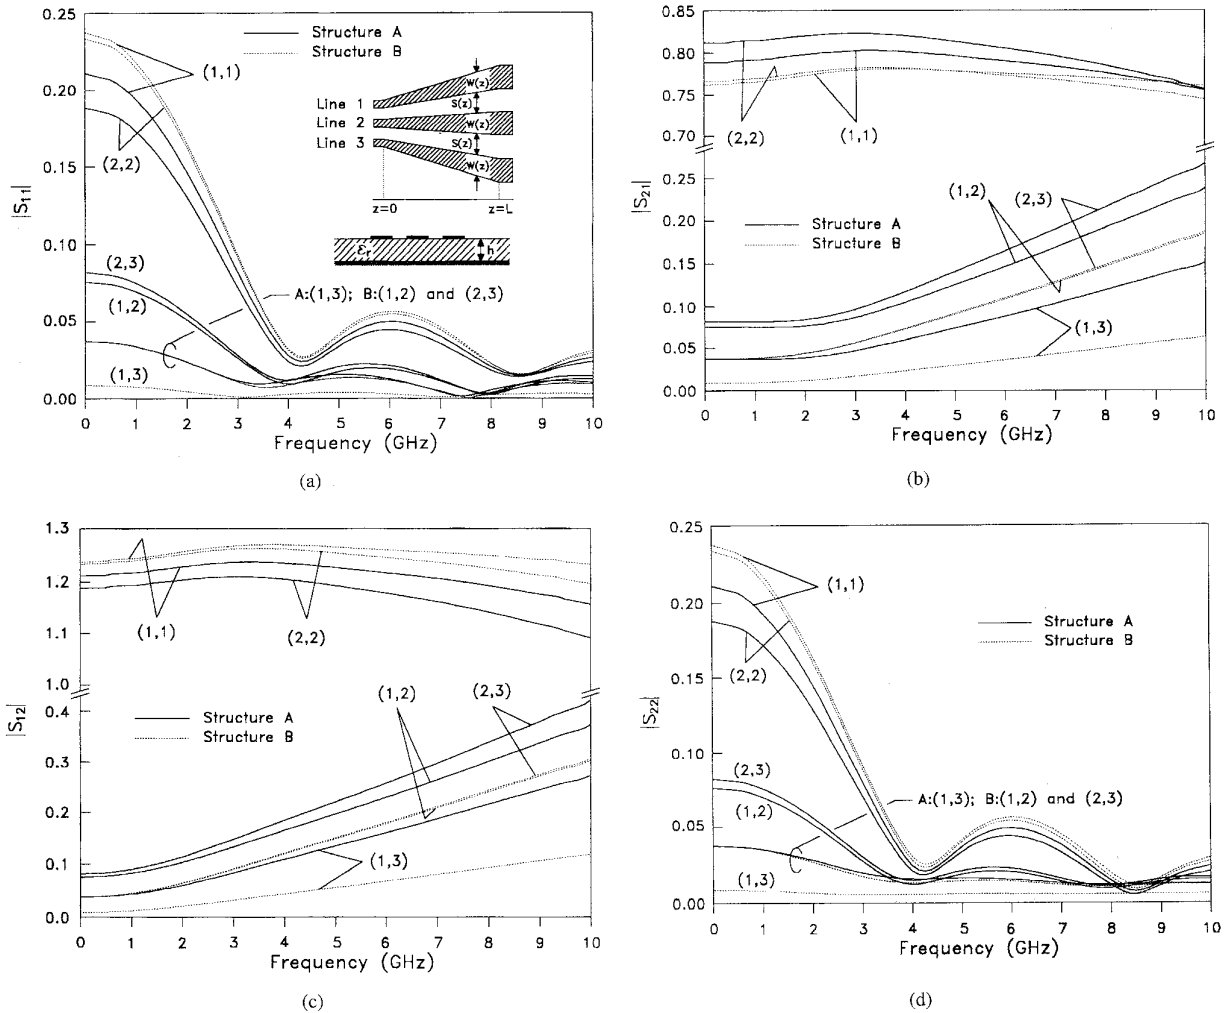 0.25
0.20
0.15
0.10
0.05
0.00
|S11|
Structure A
Structure B
(1,1)
(2,2)
(2,3)
(1,2)
(1,3)
Line 1
Line 2
Line 3
W(z)
S(z)
W(z)
S(z)
W(z)
z=0
z=L
εr
h
A:(1,3); B:(1,2) and (2,3)
0 1 2 3 4 5 6 7 8 9 10
Frequency (GHz)
(a)
0.85
0.80
0.75
0.70
0.25
0.20
0.15
0.10
0.05
0.00
|S21|
(2,2)
(1,1)
(1,2)
(2,3)
Structure A
Structure B
(1,3)
0 1 2 3 4 5 6 7 8 9 10
Frequency (GHz)
(b)
1.3
1.2
1.1
1.0
0.4
0.3
0.2
0.1
0.0
|S12|
(1,1)
(2,2)
(1,2)
(2,3)
Structure A
Structure B
(1,3)
0 1 2 3 4 5 6 7 8 9 10
Frequency (GHz)
(c)
0.25
0.20
0.15
0.10
0.05
0.00
|S22|
(1,1)
Structure A
Structure B
(2,2)
(2,3)
(1,2)
A:(1,3); B:(1,2) and (2,3)
(1,3)
0 1 2 3 4 5 6 7 8 9 10
Frequency (GHz)
(d)